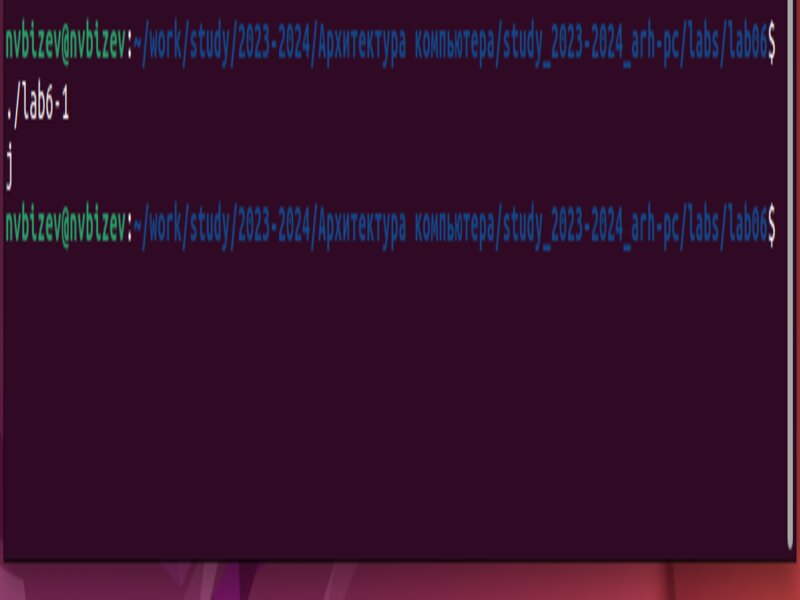 nvbizev@nvbizev:~/work/study/2023-2024/Архитектура компьютера/study_2023-2024_arh-pc/labs/lab06$
./lab6-1
j
nvbizev@nvbizev:~/work/study/2023-2024/Архитектура компьютера/study_2023-2024_arh-pc/labs/lab06$